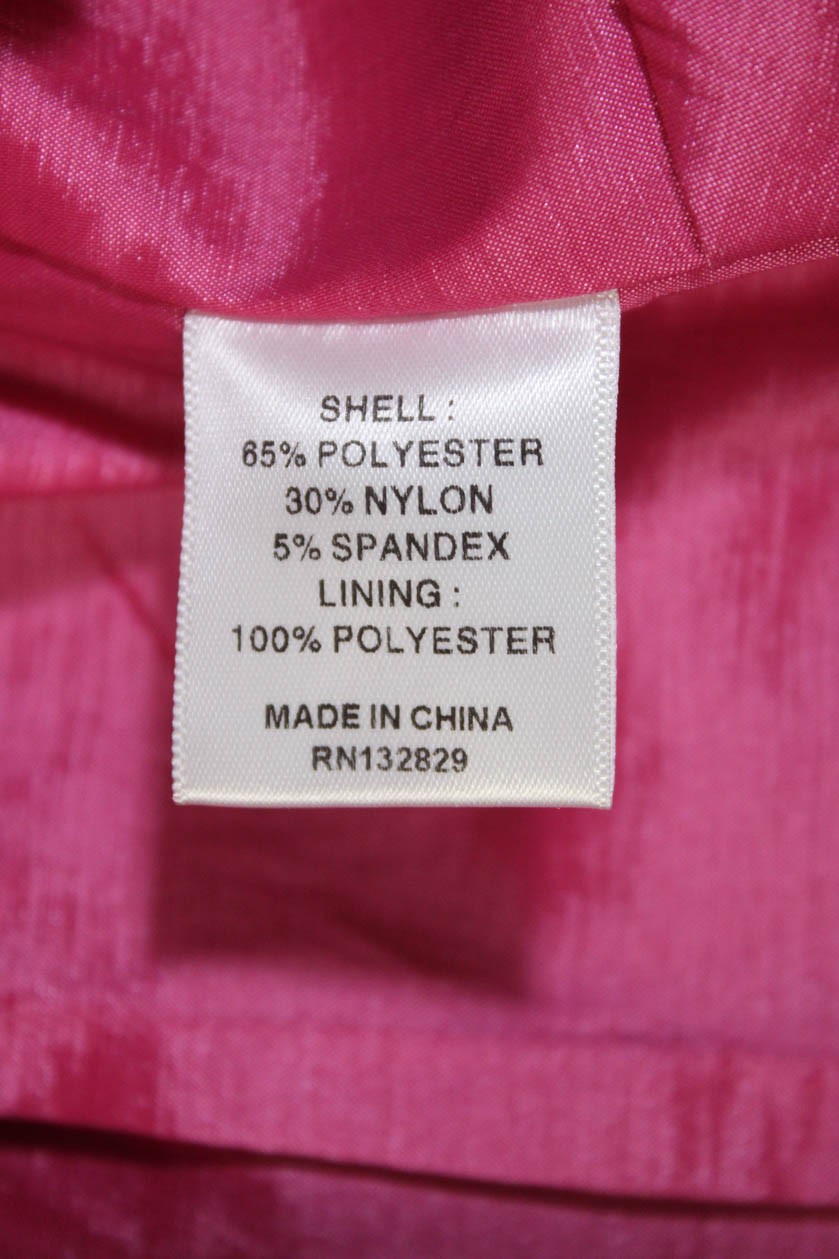 SHELL :
65% POLYESTER
30% NYLON
5% SPANDEX
LINING :
100% POLYESTER
MADE IN CHINA
RN132829